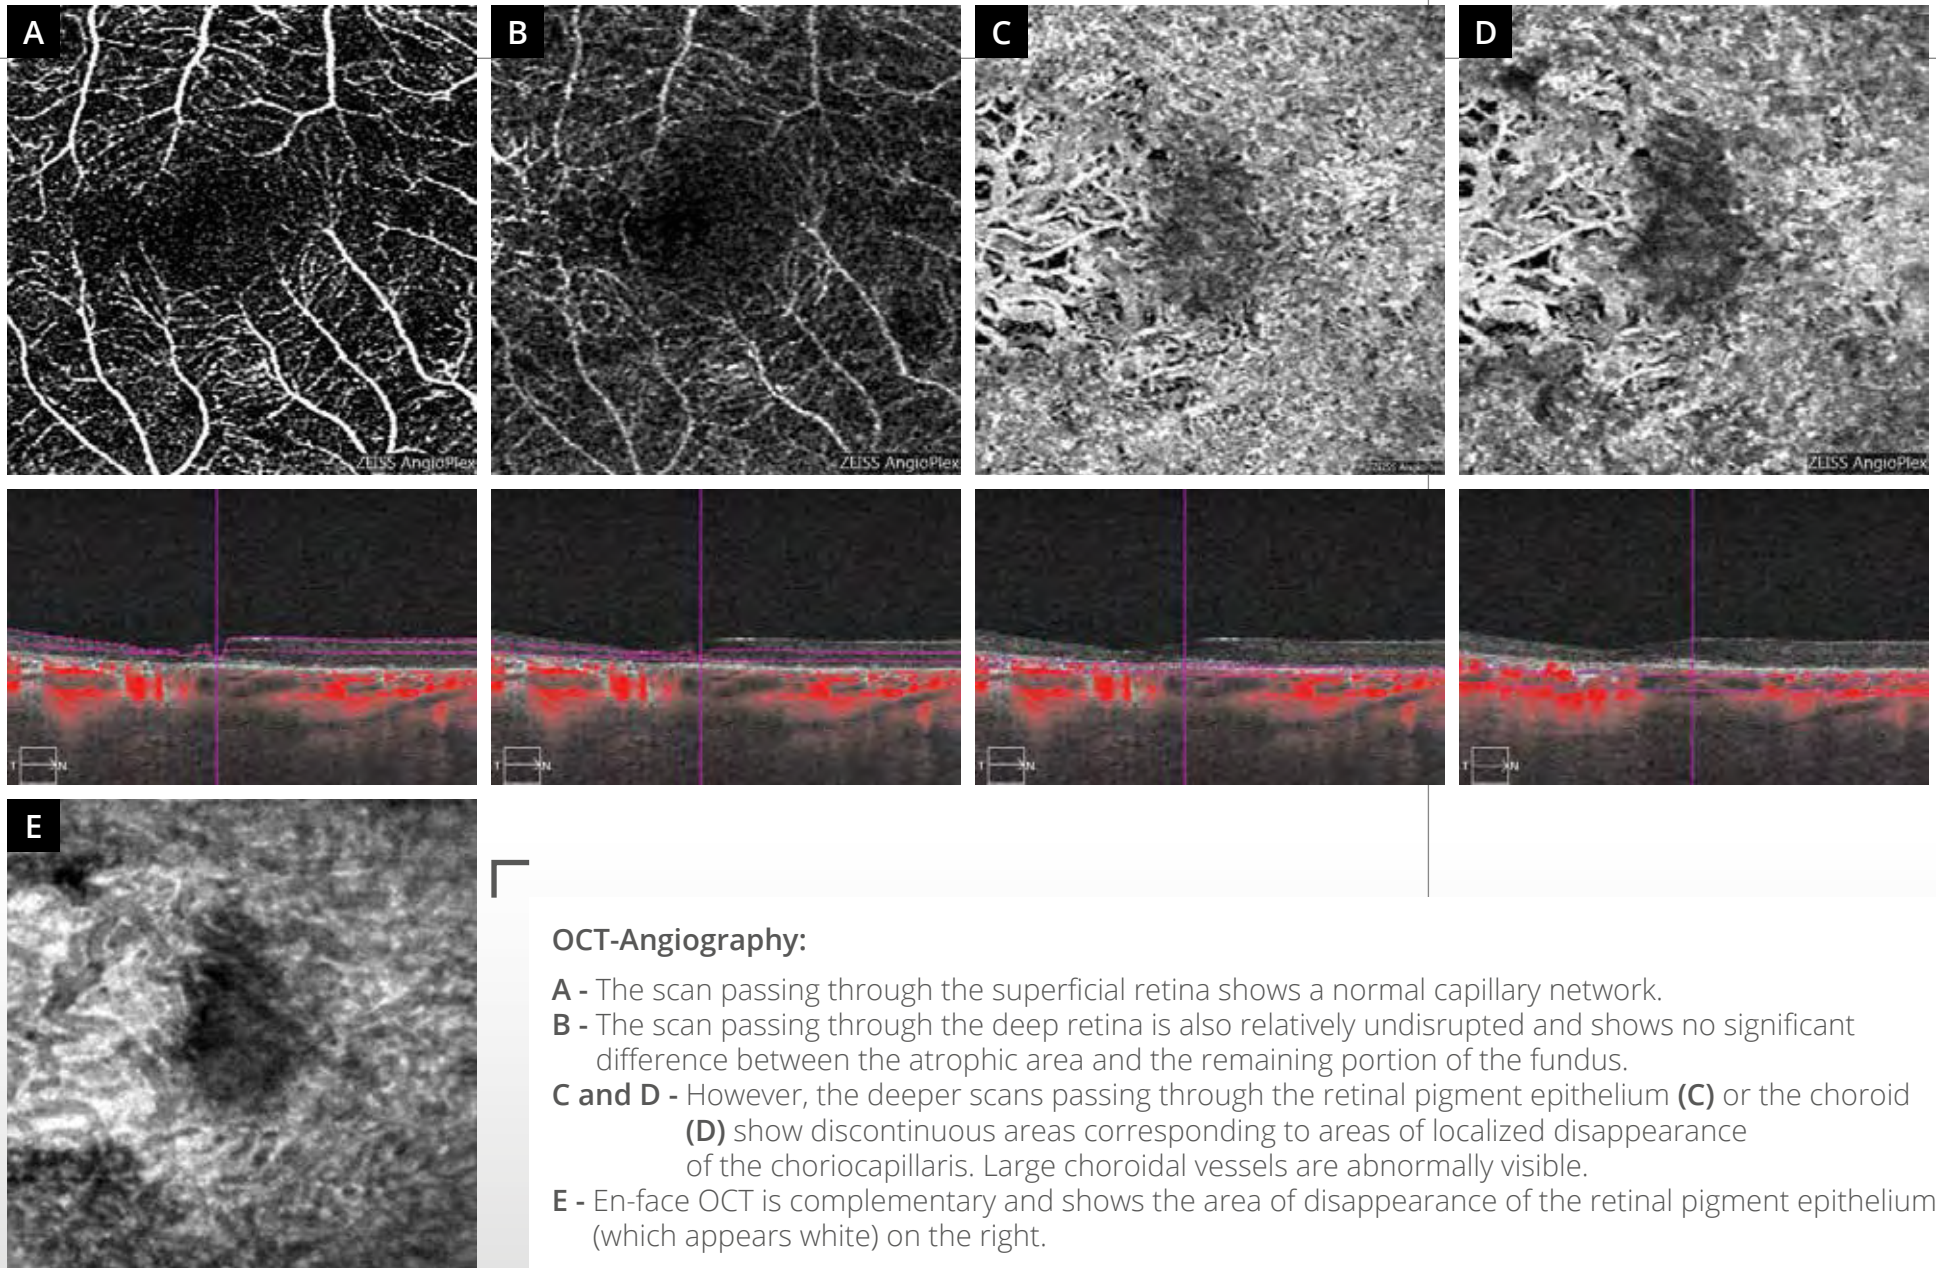 A
B
C
D
ZEISS AngioPlex
ZEISS AngioPlex
ZEISS AngioPlex
ZEISS AngioPlex
T N
T N
T N
T N
E
OCT-Angiography:
A - The scan passing through the superficial retina shows a normal capillary network.
B - The scan passing through the deep retina is also relatively undisrupted and shows no significant
difference between the atrophic area and the remaining portion of the fundus.
C and D - However, the deeper scans passing through the retinal pigment epithelium (C) or the choroid
(D) show discontinuous areas corresponding to areas of localized disappearance
of the choriocapillaris. Large choroidal vessels are abnormally visible.
E - En-face OCT is complementary and shows the area of disappearance of the retinal pigment epithelium
(which appears white) on the right.